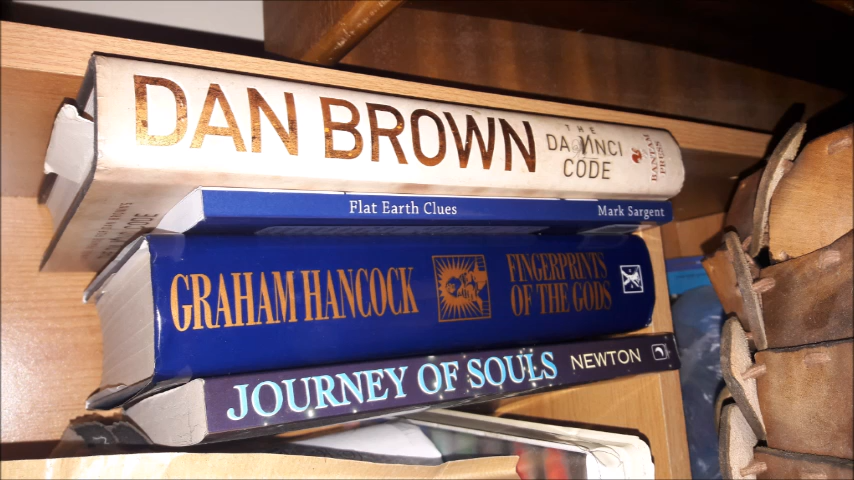 DAN BROWN
THE
DA VINCI
CODE
BANTAM
PRESS
Flat Earth Clues Mark Sargent
GRAHAM HANCOCK
FINGERPRINTS
OF THE GODS
JOURNEY OF SOULS NEWTON